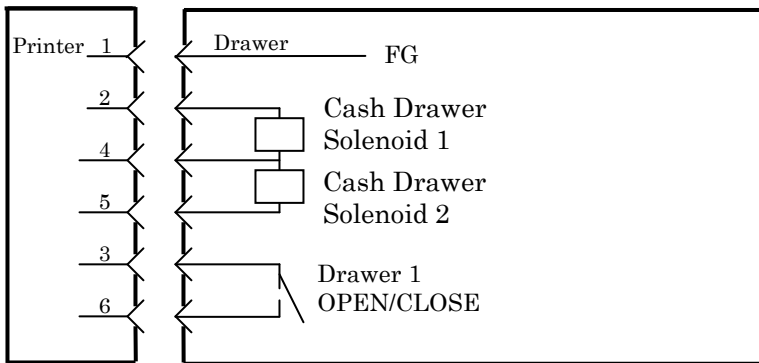 Printer 1 Drawer FG
2 Cash Drawer
Solenoid 1
4
Cash Drawer
5 Solenoid 2
3 Drawer 1
OPEN/CLOSE
6